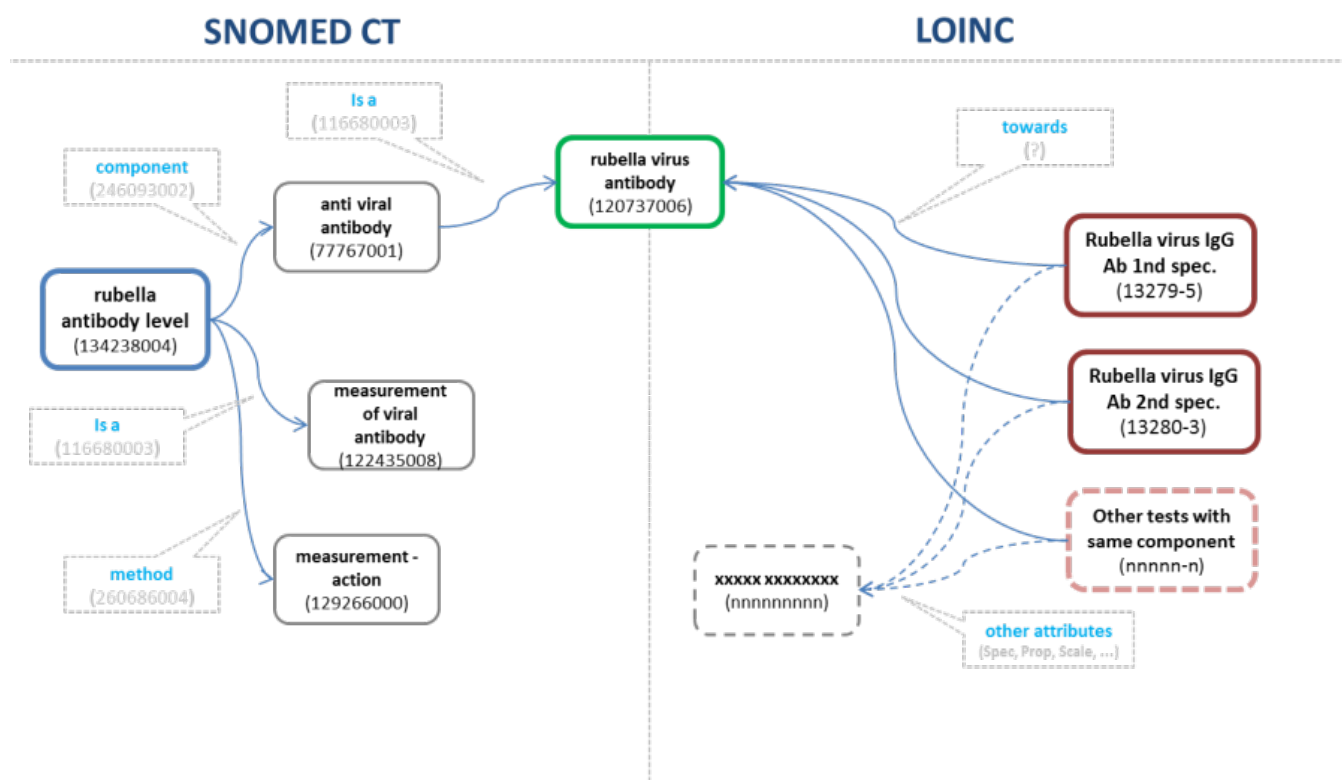 SNOMED CT
LOINC
Is a
(116680003)
towards
(?)
component
(246093002)
rubella virus
antibody
(120737006)
anti viral
antibody
(77767001)
Rubella virus IgG
Ab 1nd spec.
(13279-5)
rubella
antibody level
(134238004)
measurement
of viral
antibody
(122435008)
Rubella virus IgG
Ab 2nd spec.
(13280-3)
Is a
(116680003)
Other tests with
same component
(nnnnn-n)
measurement -
action
(129266000)
method
(260686004)
xxxxx xxxxxxxx
(nnnnnnnnn)
other attributes
(Spec, Prop, Scale, ...)